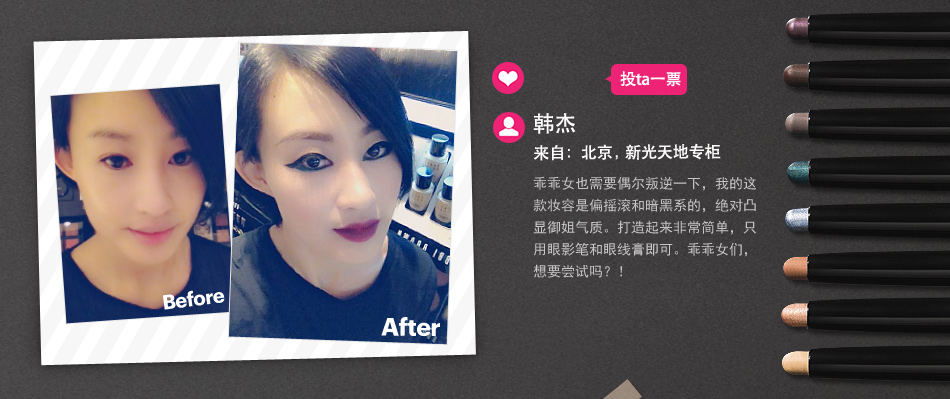 投ta一票
韩杰
来自：北京，新光天地专柜
乖乖女也需要偶尔叛逆一下，我的这
款妆容是偏摇滚和暗黑系的，绝对凸
显御姐气质。打造起来非常简单，只
用眼影笔和眼线膏即可。乖乖女们，
想要尝试吗？！
Before
After